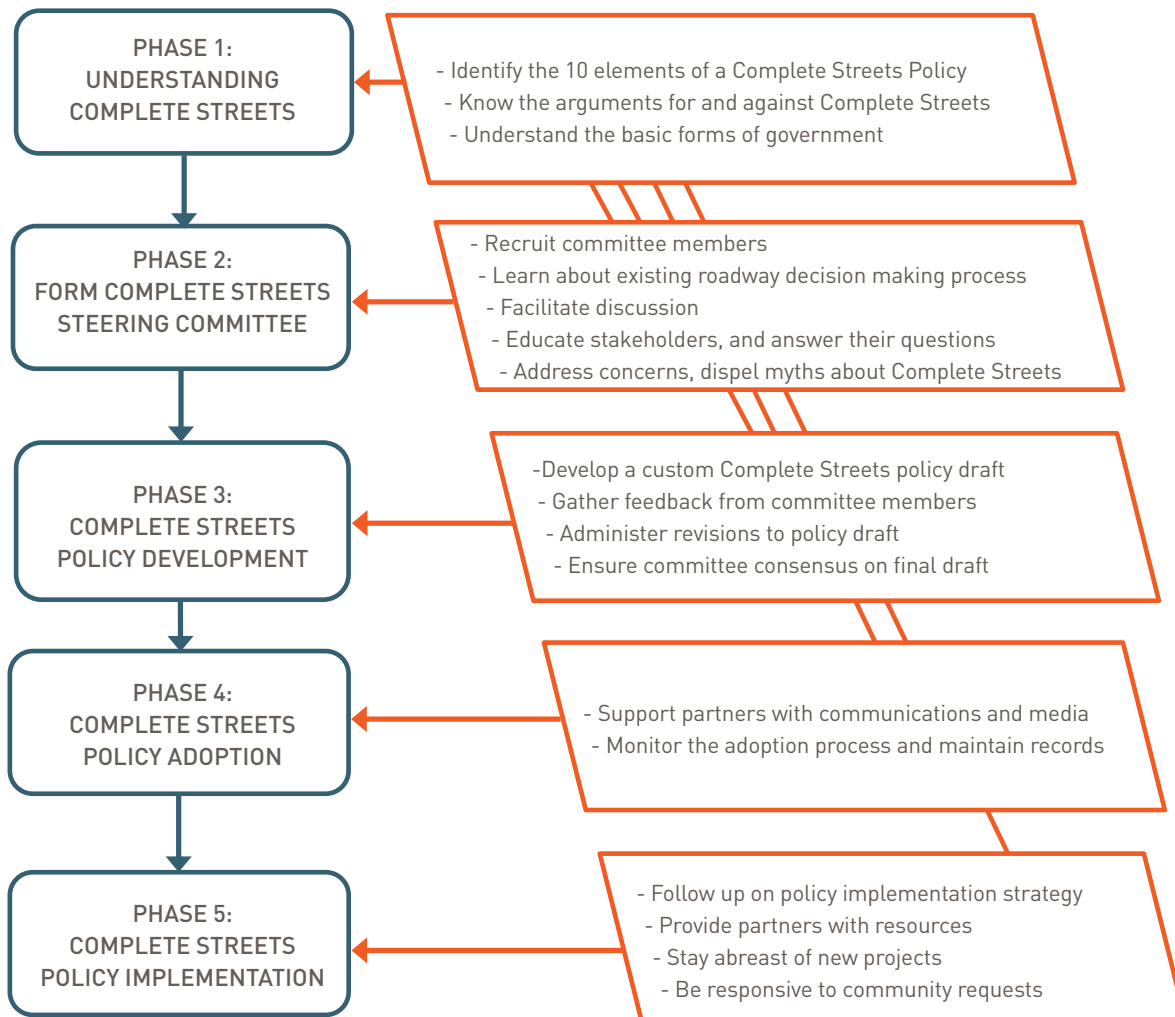 PHASE 1:
UNDERSTANDING
COMPLETE STREETS
- Identify the 10 elements of a Complete Streets Policy
- Know the arguments for and against Complete Streets
- Understand the basic forms of government
PHASE 2:
FORM COMPLETE STREETS
STEERING COMMITTEE
- Recruit committee members
- Learn about existing roadway decision making process
- Facilitate discussion
- Educate stakeholders, and answer their questions
- Address concerns, dispel myths about Complete Streets
PHASE 3:
COMPLETE STREETS
POLICY DEVELOPMENT
-Develop a custom Complete Streets policy draft
- Gather feedback from committee members
- Administer revisions to policy draft
- Ensure committee consensus on final draft
PHASE 4:
COMPLETE STREETS
POLICY ADOPTION
- Support partners with communications and media
- Monitor the adoption process and maintain records
PHASE 5:
COMPLETE STREETS
POLICY IMPLEMENTATION
- Follow up on policy implementation strategy
- Provide partners with resources
- Stay abreast of new projects
- Be responsive to community requests